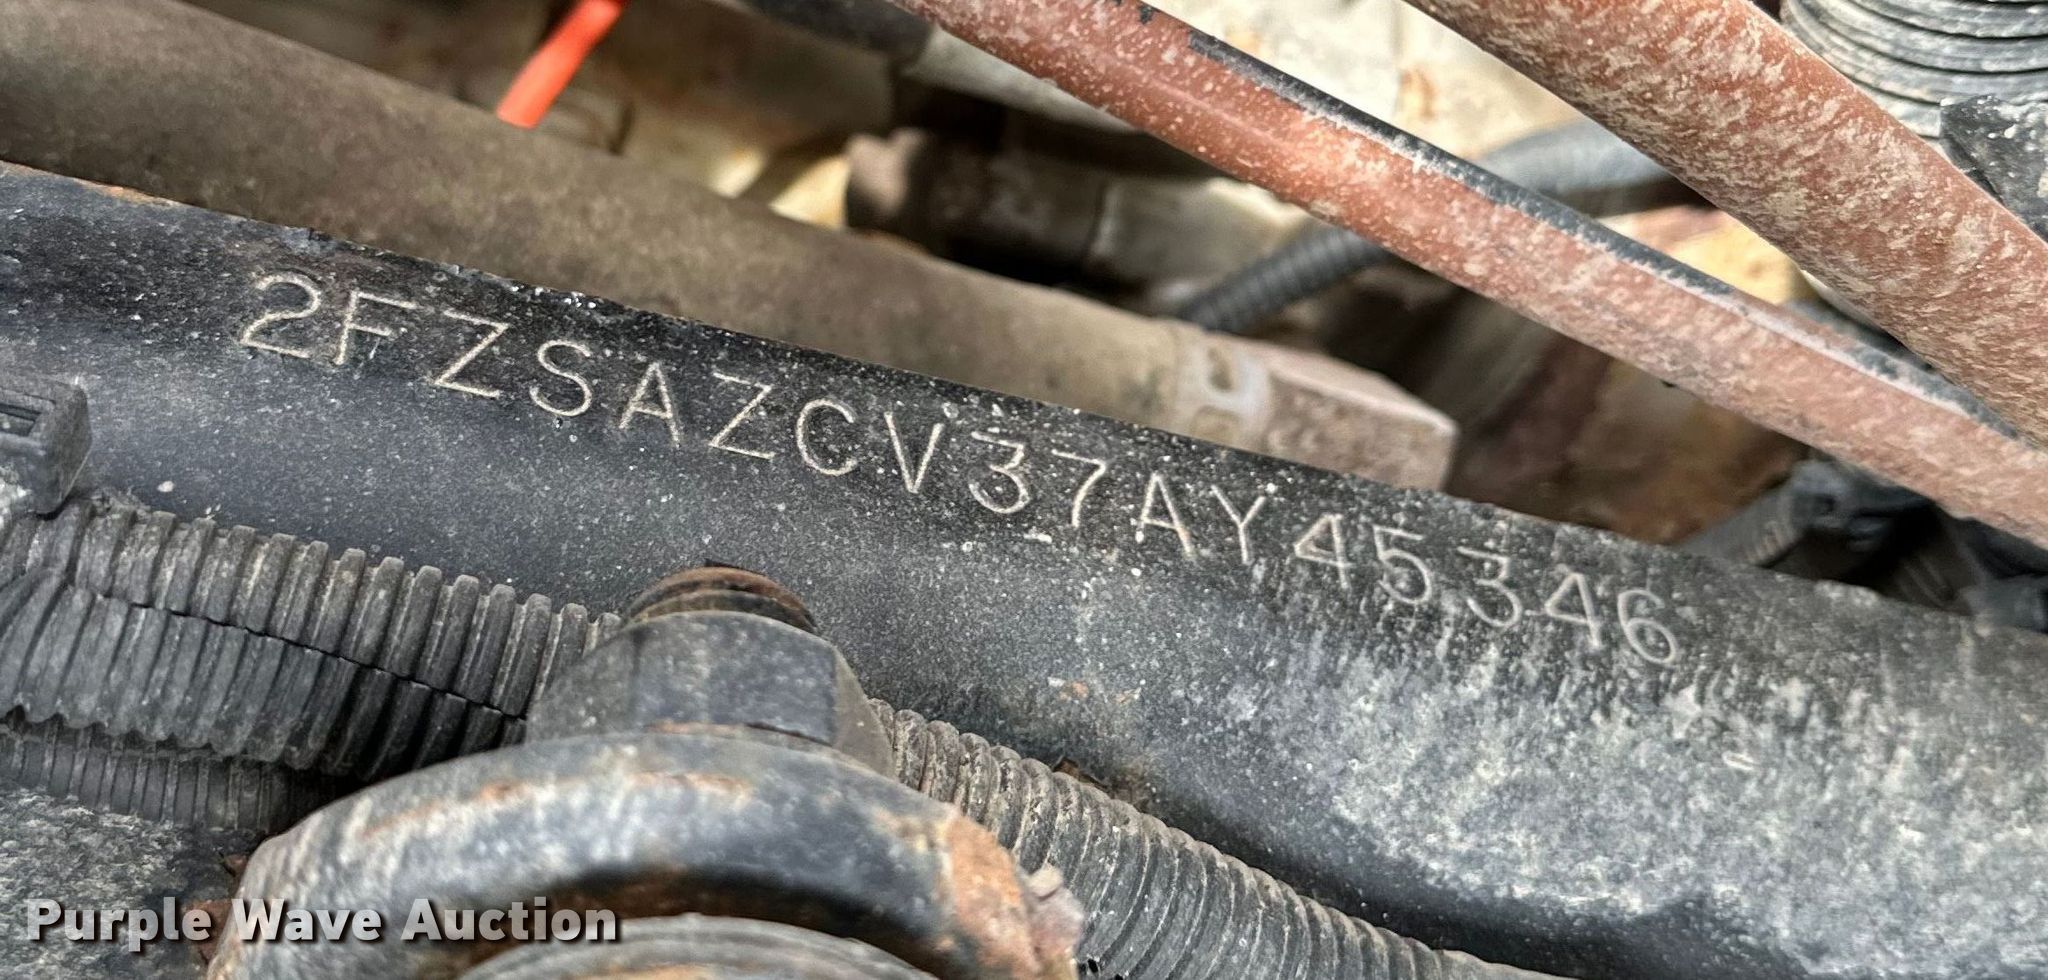 2FZSAZCV37AY45346
Purple Wave Auction